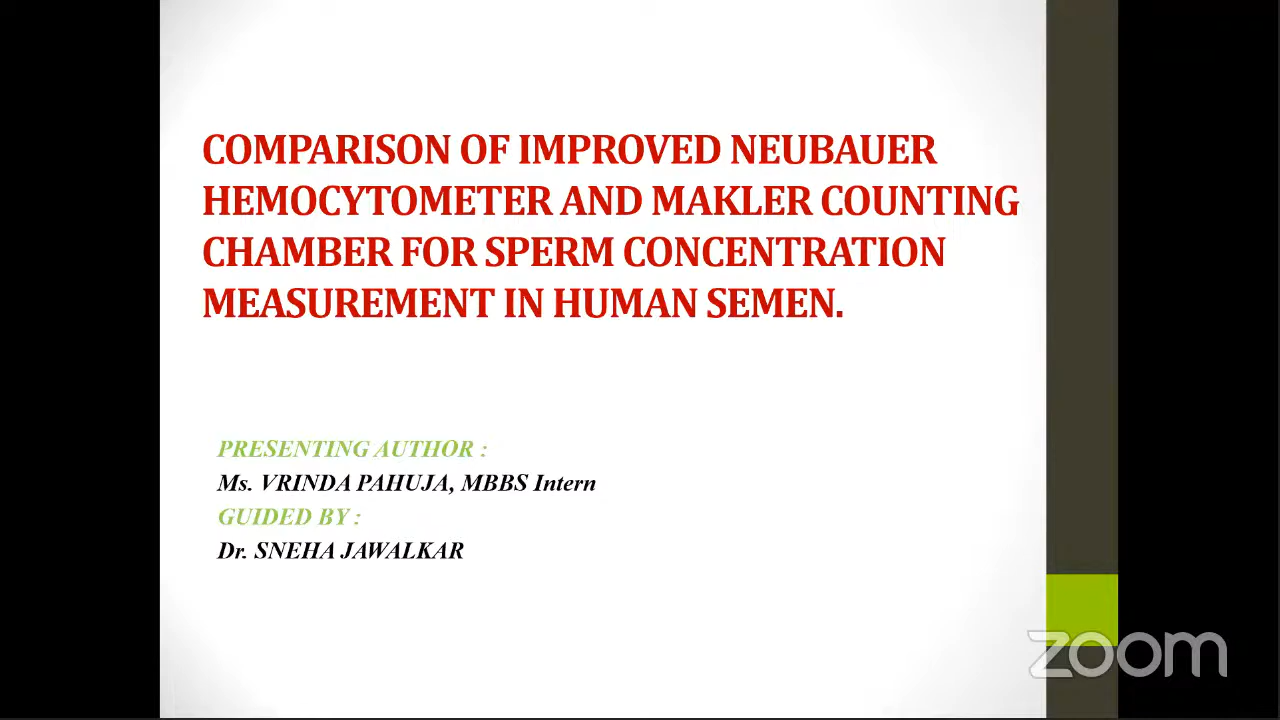 COMPARISON OF IMPROVED NEUBAUER
HEMOCYTOMETER AND MAKLER COUNTING
CHAMBER FOR SPERM CONCENTRATION
MEASUREMENT IN HUMAN SEMEN.
PRESENTING AUTHOR :
Ms. VRINDA PAHUJA, MBBS Intern
GUIDED BY :
Dr. SNEHA JAWALKAR
zoom